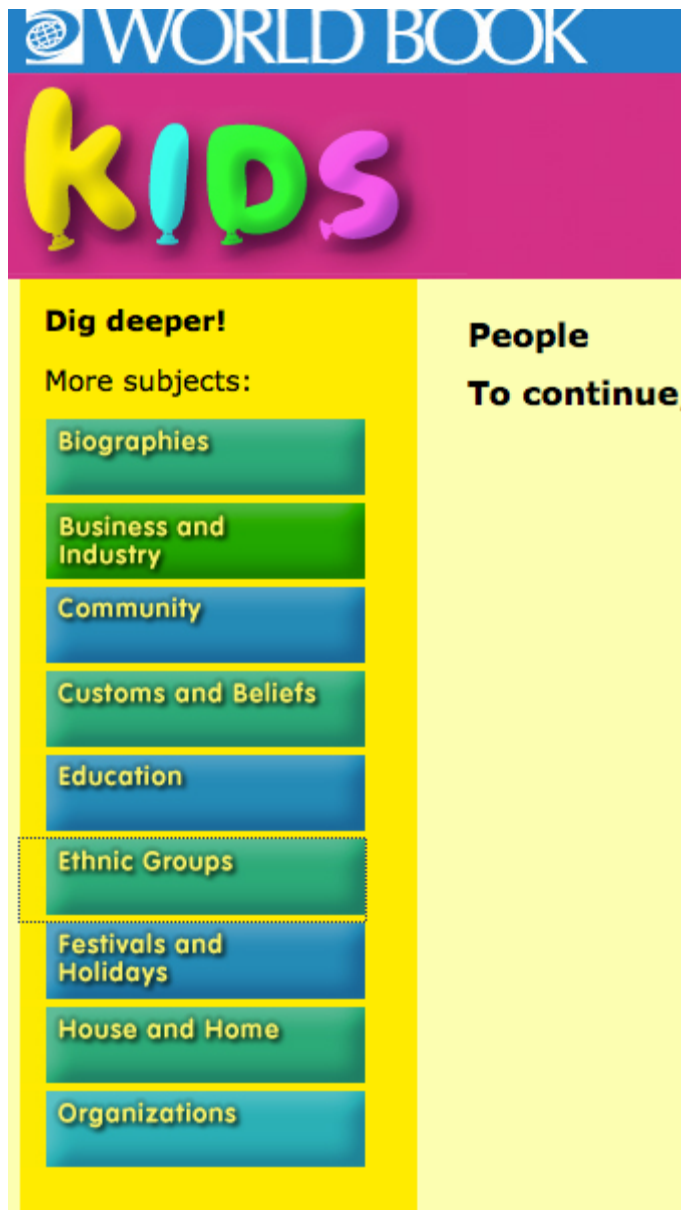 WORLD BOOK
KIDS
Dig deeper!
More subjects:
Biographies
Business and
Industry
Community
Customs and Beliefs
Education
Ethnic Groups
Festivals and
Holidays
House and Home
Organizations
People
To continue,